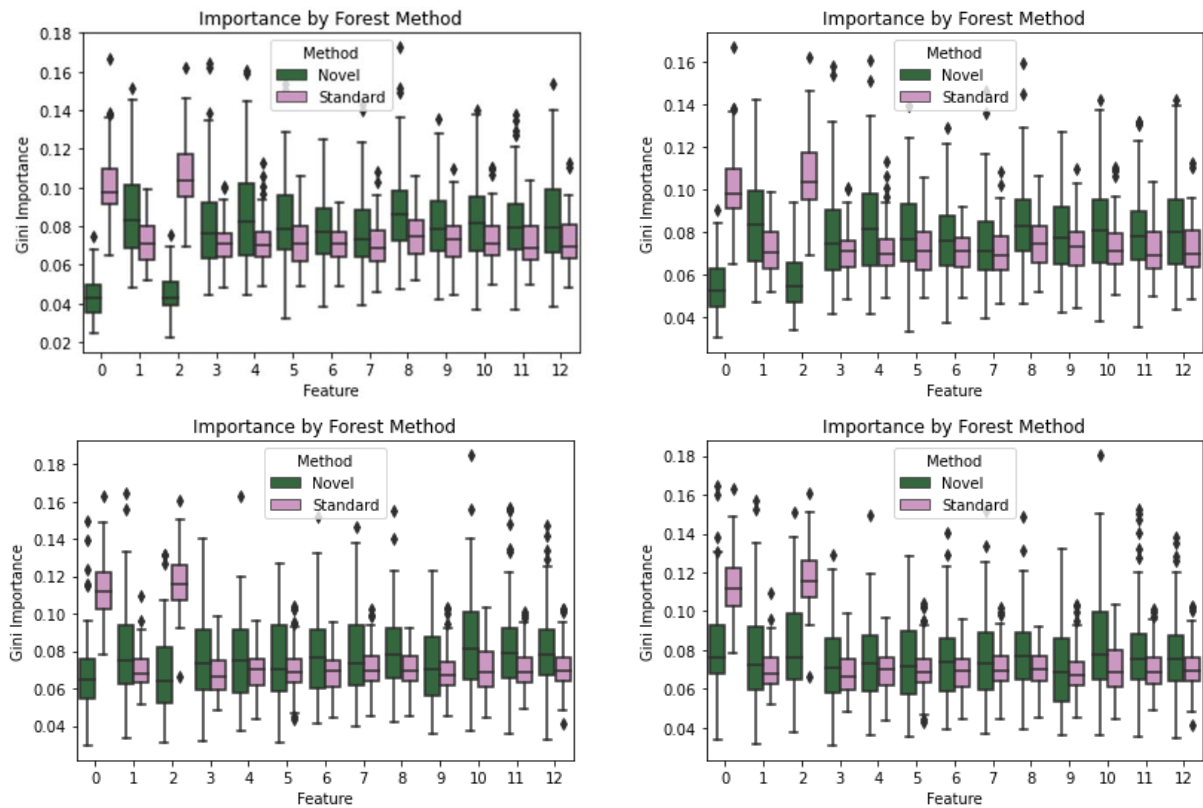 Importance by Forest Method
0.18
0.16
0.14
0.12
0.10
0.08
0.06
0.04
0.02
Gini Importance
Method
Novel
Standard
0 1 2 3 4 5 6 7 8 9 10 11 12
Feature
Importance by Forest Method
0.16
0.14
0.12
0.10
0.08
0.06
0.04
Gini Importance
Method
Novel
Standard
0 1 2 3 4 5 6 7 8 9 10 11 12
Feature
Importance by Forest Method
0.18
0.16
0.14
0.12
0.10
0.08
0.06
0.04
Gini Importance
Method
Novel
Standard
0 1 2 3 4 5 6 7 8 9 10 11 12
Feature
Importance by Forest Method
0.18
0.16
0.14
0.12
0.10
0.08
0.06
0.04
Gini Importance
Method
Novel
Standard
0 1 2 3 4 5 6 7 8 9 10 11 12
Feature